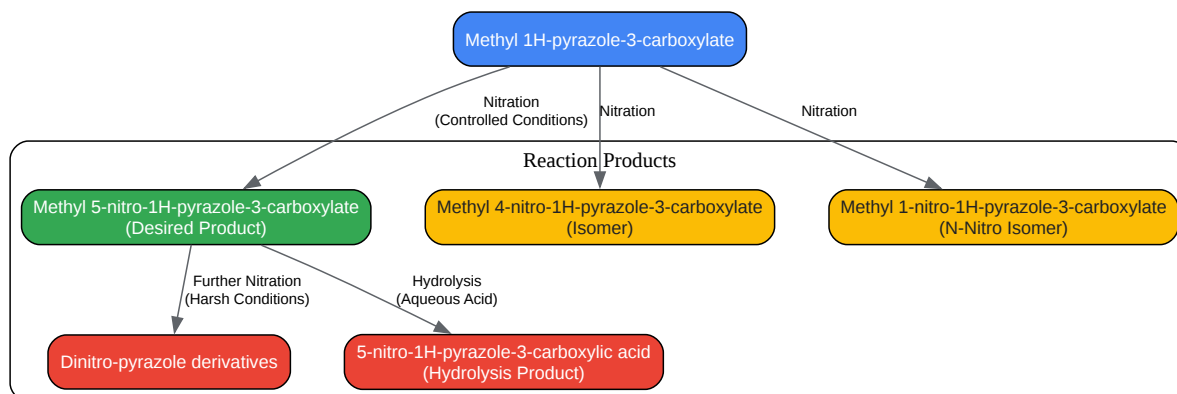 Methyl 1H-pyrazole-3-carboxylate
Nitration
(Controlled Conditions)
Nitration
Nitration
Reaction Products
Methyl 5-nitro-1H-pyrazole-3-carboxylate
(Desired Product)
Methyl 4-nitro-1H-pyrazole-3-carboxylate
(Isomer)
Methyl 1-nitro-1H-pyrazole-3-carboxylate
(N-Nitro Isomer)
Further Nitration
(Harsh Conditions)
Hydrolysis
(Aqueous Acid)
Dinitro-pyrazole derivatives
5-nitro-1H-pyrazole-3-carboxylic acid
(Hydrolysis Product)